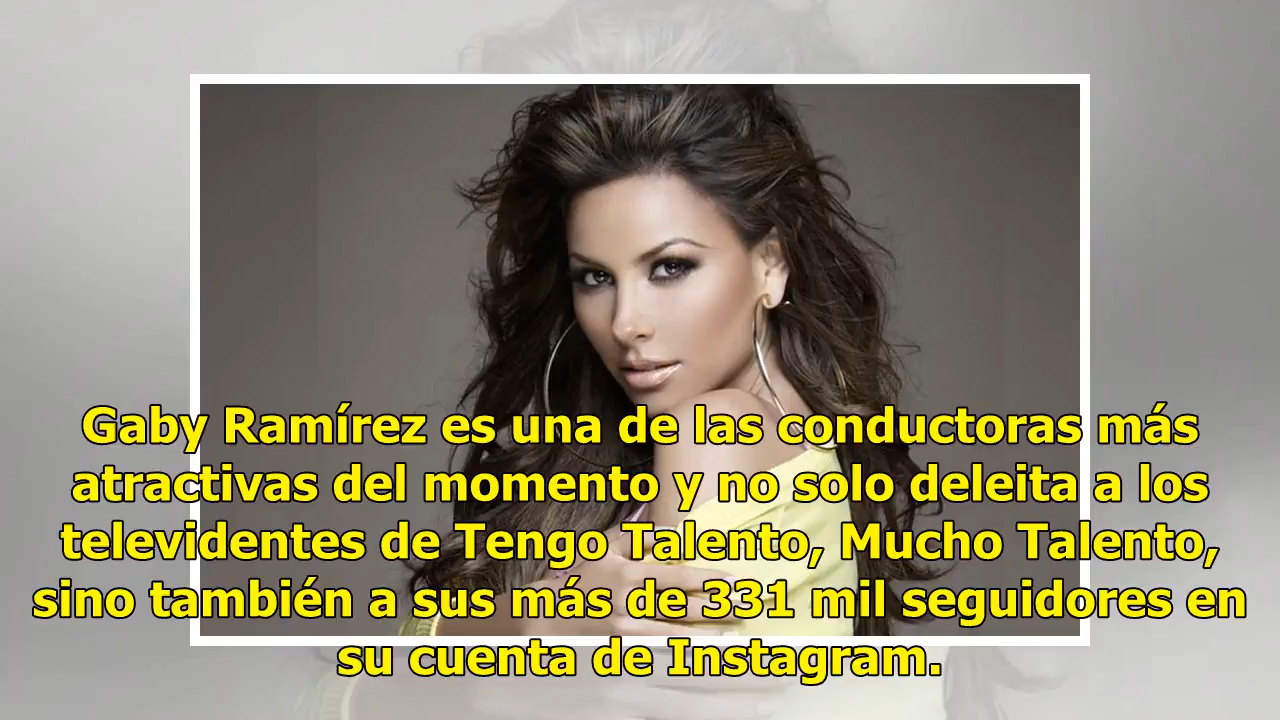 Gaby Ramírez es una de las conductoras más
atractivas del momento y no solo deleita a los
televidentes de Tengo Talento, Mucho Talento,
sino también a sus más de 331 mil seguidores en
su cuenta de Instagram.